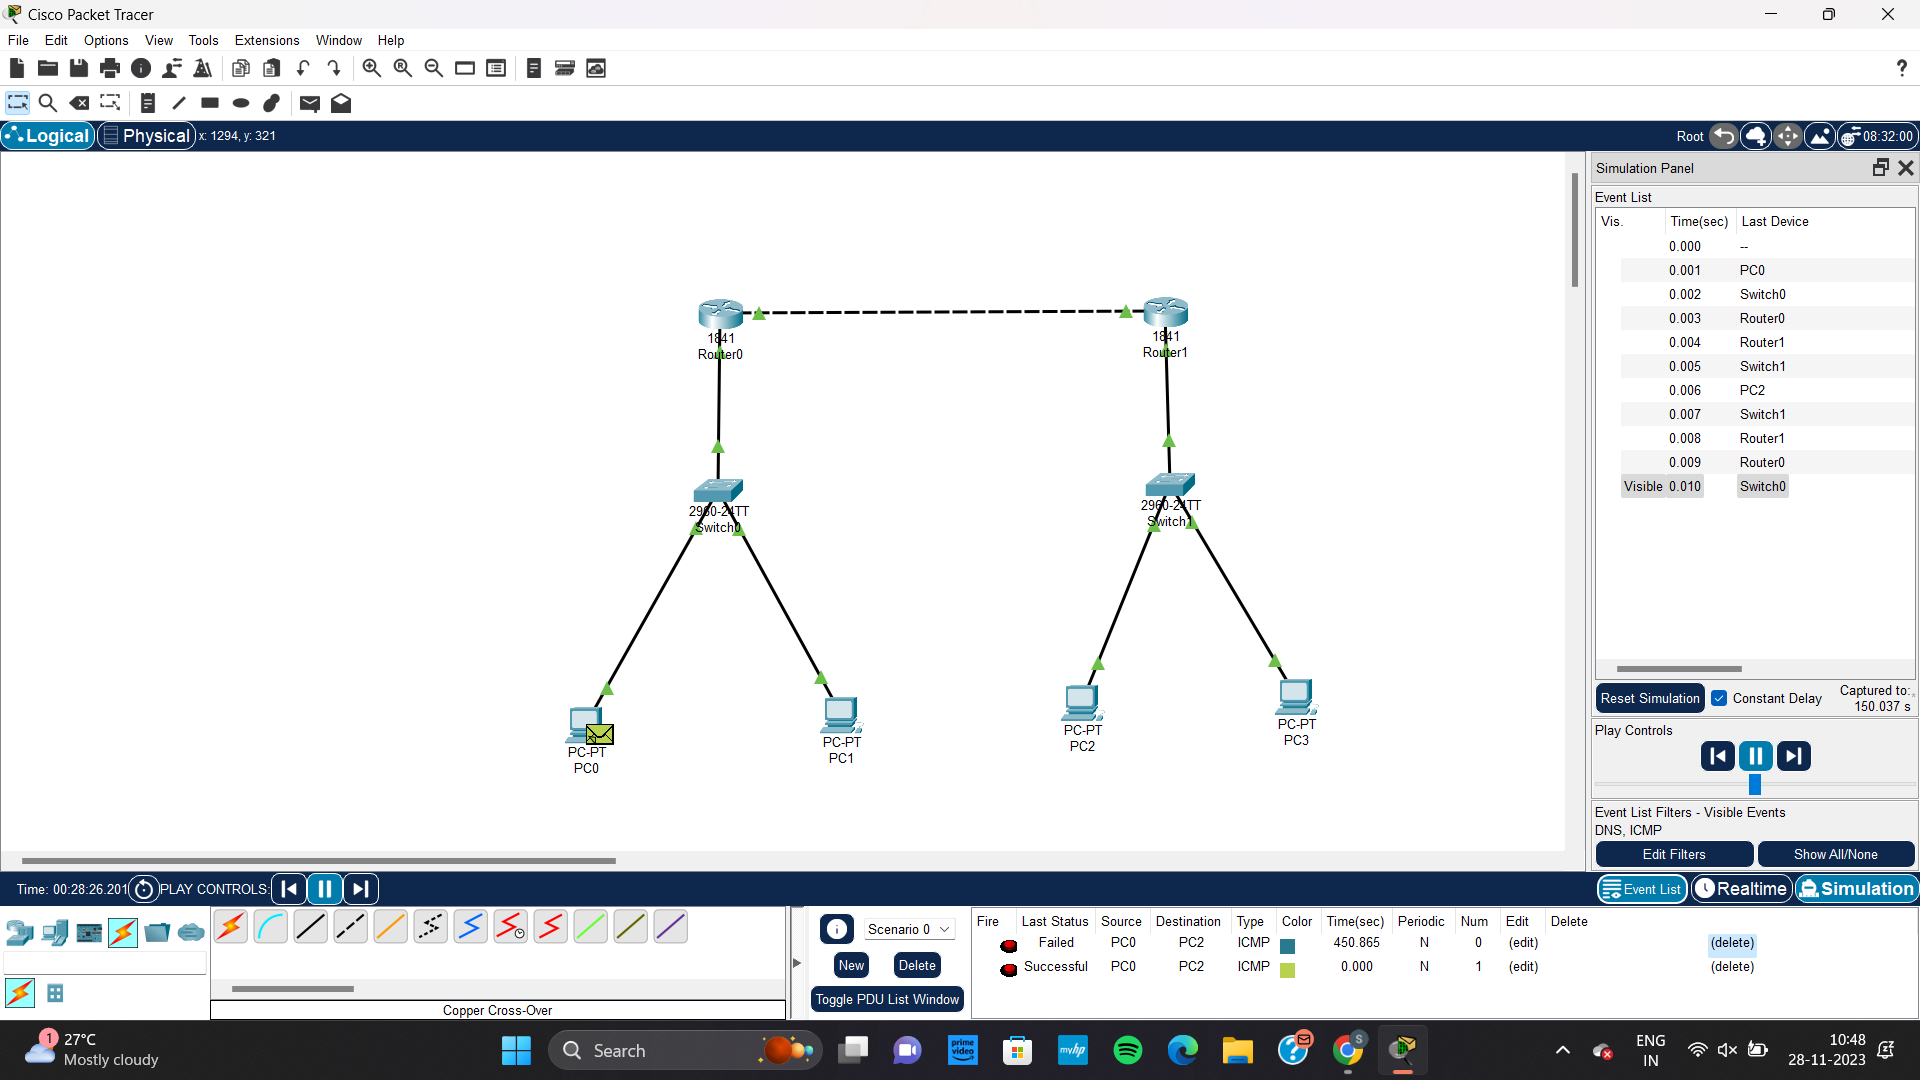 Cisco Packet Tracer
File Edit Options View Tools Extensions Window Help
?
Logical Physical x: 1294, y: 321 Root 08:32:00
Simulation Panel
Event List
Vis. Time(sec) Last Device
0.000 --
0.001 PC0
0.002 Switch0
0.003 Router0
0.004 Router1
0.005 Switch1
0.006 PC2
0.007 Switch1
0.008 Router1
0.009 Router0
Visible 0.010 Switch0
1841
Router0
1841
Router1
2960-24TT
Switch0
2960-24TT
Switch1
PC-PT
PC0
PC-PT
PC1
PC-PT
PC2
PC-PT
PC3
Reset Simulation Constant Delay Captured to:
150.037 s
Play Controls
Event List Filters - Visible Events
DNS, ICMP
Edit Filters Show All/None
Time: 00:28:26.201 PLAY CONTROLS: Event List Realtime Simulation
Scenario 0
New Delete
Toggle PDU List Window
Fire Last Status Source Destination Type Color Time(sec) Periodic Num Edit Delete
Failed PC0 PC2 ICMP 450.865 N 0 (edit) (delete)
Successful PC0 PC2 ICMP 0.000 N 1 (edit) (delete)
Copper Cross-Over
1
27°C
Mostly cloudy
Search
prime
video
myhp
S
ENG
IN
10:48
28-11-2023